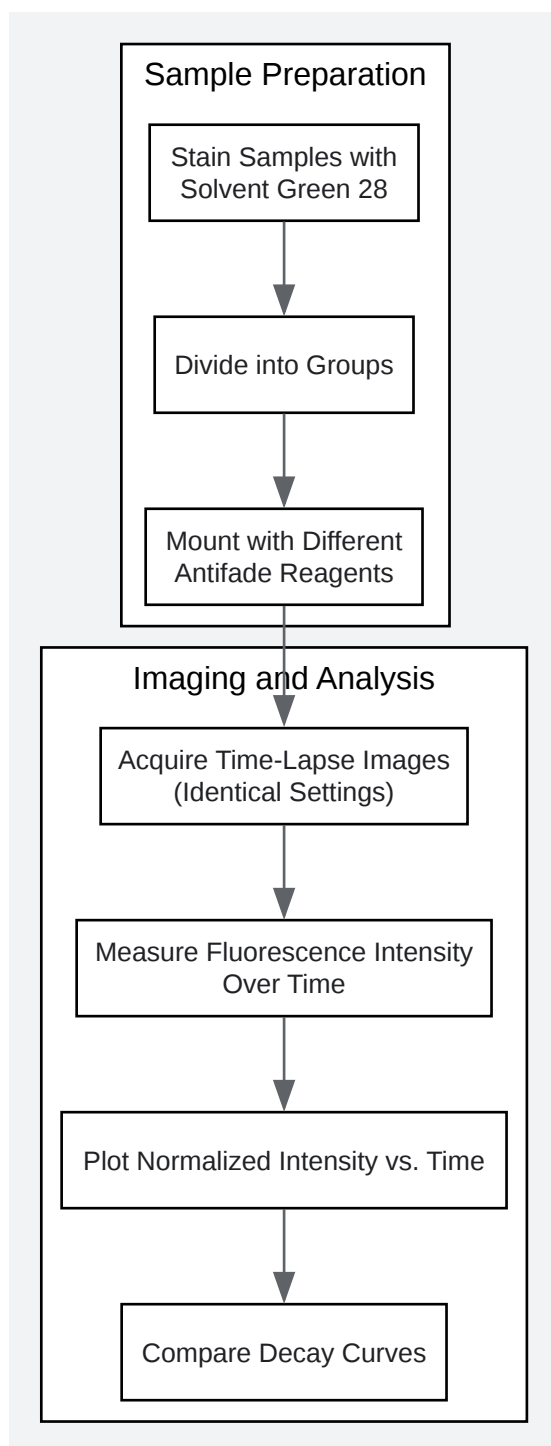 Sample Preparation
Stain Samples with
Solvent Green 28
Divide into Groups
Mount with Different
Antifade Reagents
Imaging and Analysis
Acquire Time-Lapse Images
(Identical Settings)
Measure Fluorescence Intensity
Over Time
Plot Normalized Intensity vs. Time
Compare Decay Curves